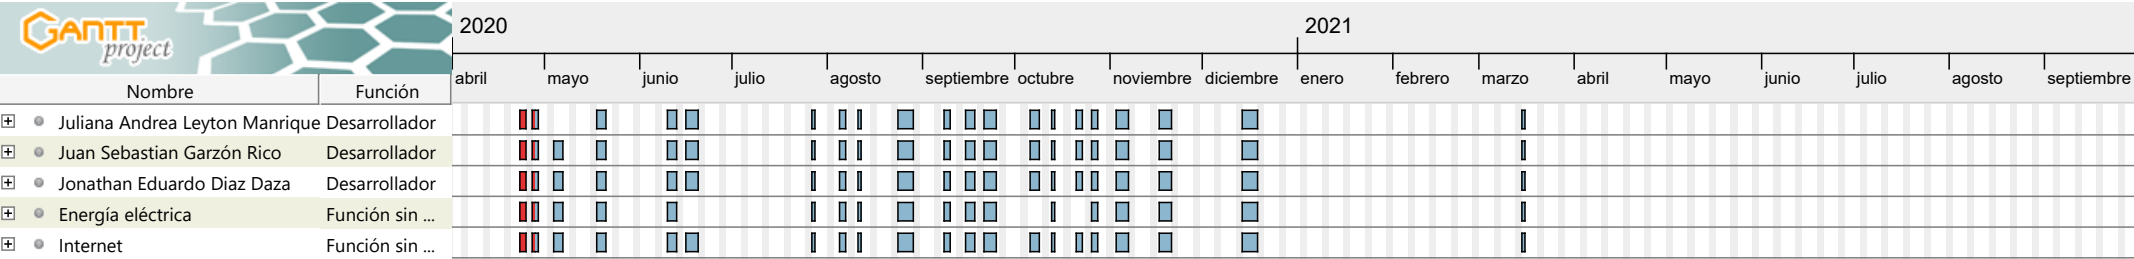 GANTT
project
2020 2021
abril mayo junio julio agosto septiembre octubre noviembre diciembre enero febrero marzo abril mayo junio julio agosto septiembre
Nombre Función
Juliana Andrea Leyton Manrique Desarrollador
Juan Sebastian Garzón Rico Desarrollador
Jonathan Eduardo Diaz Daza Desarrollador
Energía eléctrica Función sin ...
Internet Función sin ...